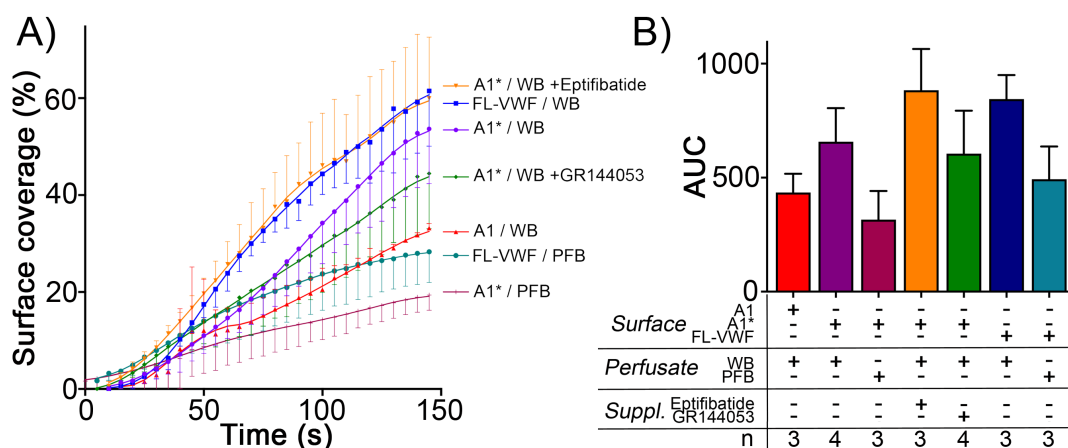 A)
Surface coverage (%)
60
40
20
0
0 50 100 150
Time (s)
A1* / WB +Eptifibatide
FL-VWF / WB
A1* / WB
A1* / WB +GR144053
A1 / WB
FL-VWF / PFB
A1* / PFB
B)
AUC
1000
500
0
Surface
A1 + - - - - - -
A1* - + + + + - -
FL-VWF - - - - - + +
Perfusate
WB + + - + + + -
PFB - - + - - - +
Suppl.
Eptifibatide - - - + - - -
GR144053 - - - - + - -
n 3 4 3 3 4 3 3